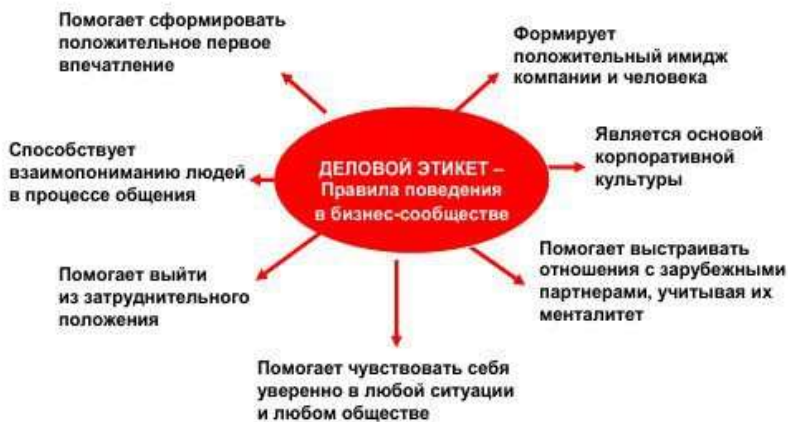 Помогает сформировать
положительное первое
впечатление
Формирует
положительный имидж
компании и человека
Способствует
взаимопониманию людей
в процессе общения
ДЕЛОВОЙ ЭТИКЕТ –
Правила поведения
в бизнес-сообществе
Является основой
корпоративной
культуры
Помогает выйти
из затруднительного
положения
Помогает выстраивать
отношения с зарубежными
партнерами, учитывая их
менталитет
Помогает чувствовать себя
уверенно в любой ситуации
и любом обществе